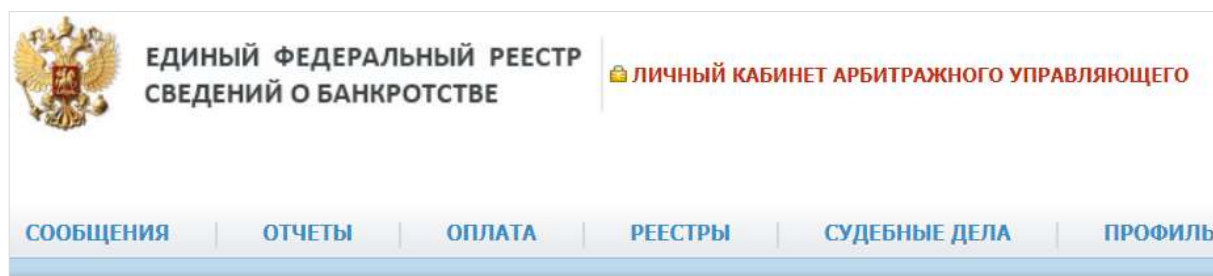 ЕДИНЫЙ ФЕДЕРАЛЬНЫЙ РЕЕСТР
СВЕДЕНИЙ О БАНКРОТСТВЕ
ЛИЧНЫЙ КАБИНЕТ АРБИТРАЖНОГО УПРАВЛЯЮЩЕГО
СООБЩЕНИЯ ОТЧЕТЫ ОПЛАТА РЕЕСТРЫ СУДЕБНЫЕ ДЕЛА ПРОФИЛЬ